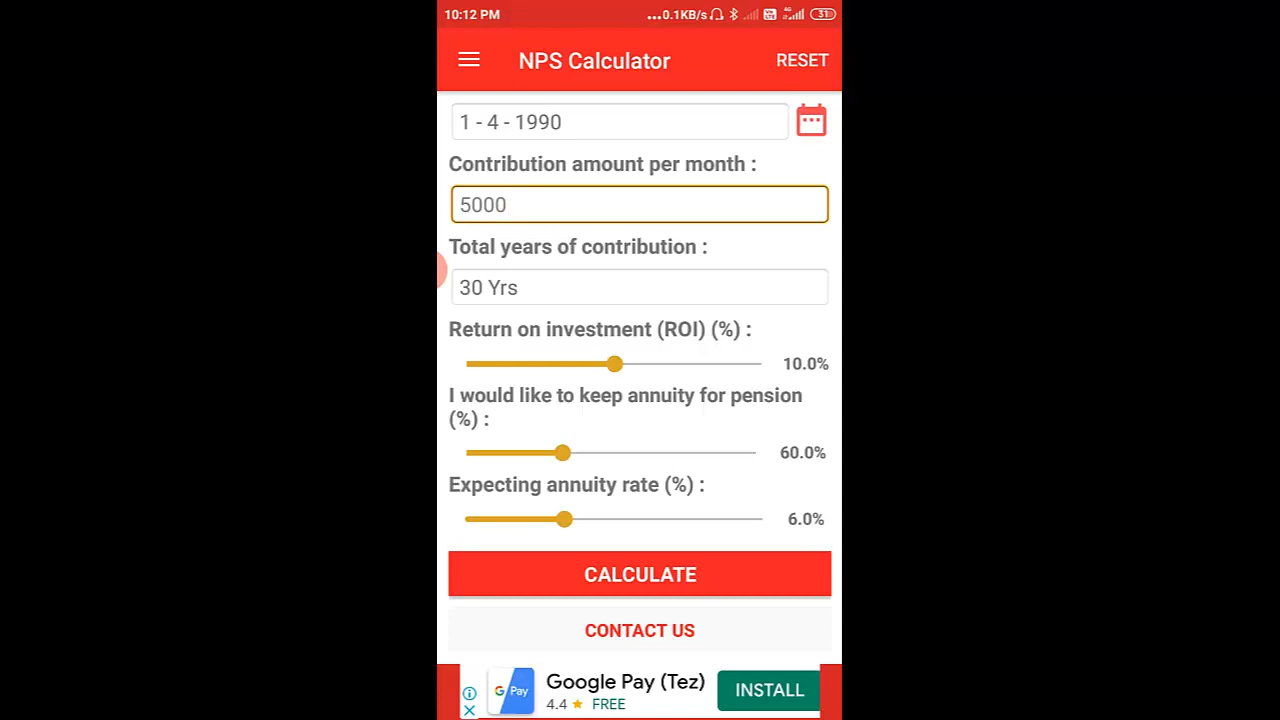 10:12 PM ...0.1KB/s 4G 31
NPS Calculator RESET
1 - 4 - 1990
Contribution amount per month :
5000
Total years of contribution :
30 Yrs
Return on investment (ROI) (%) :
10.0%
I would like to keep annuity for pension
(%) :
60.0%
Expecting annuity rate (%) :
6.0%
CALCULATE
CONTACT US
G Pay Google Pay (Tez) INSTALL
4.4 ★ FREE